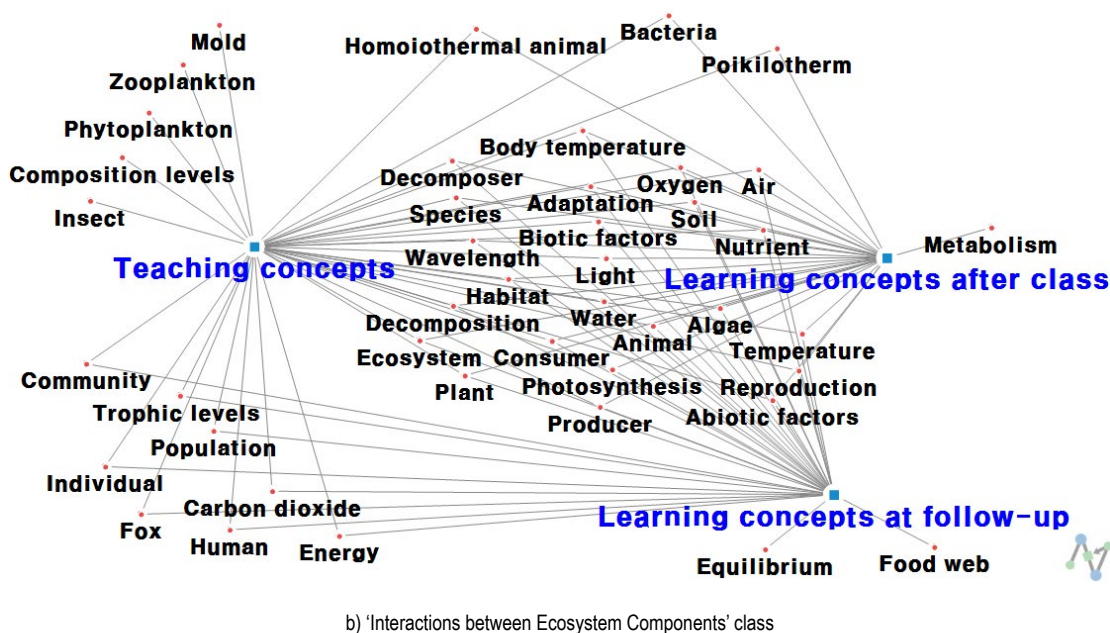 Mold
Homoiothermal animal
Bacteria
Zooplankton
Poikilotherm
Phytoplankton
Body temperature
Composition levels
Decomposer
Oxygen
Air
Insect
Species
Adaptation
Soil
Biotic factors
Nutrient
Metabolism
Teaching concepts
Wavelength
Light
Learning concepts after class
Habitat
Decomposition
Water
Algae
Ecosystem
Consumer
Animal
Temperature
Community
Plant
Photosynthesis
Reproduction
Trophic levels
Producer
Abiotic factors
Population
Individual
Carbon dioxide
Fox
Human
Energy
Learning concepts at follow-up
Equilibrium
Food web
b) ‘Interactions between Ecosystem Components’ class